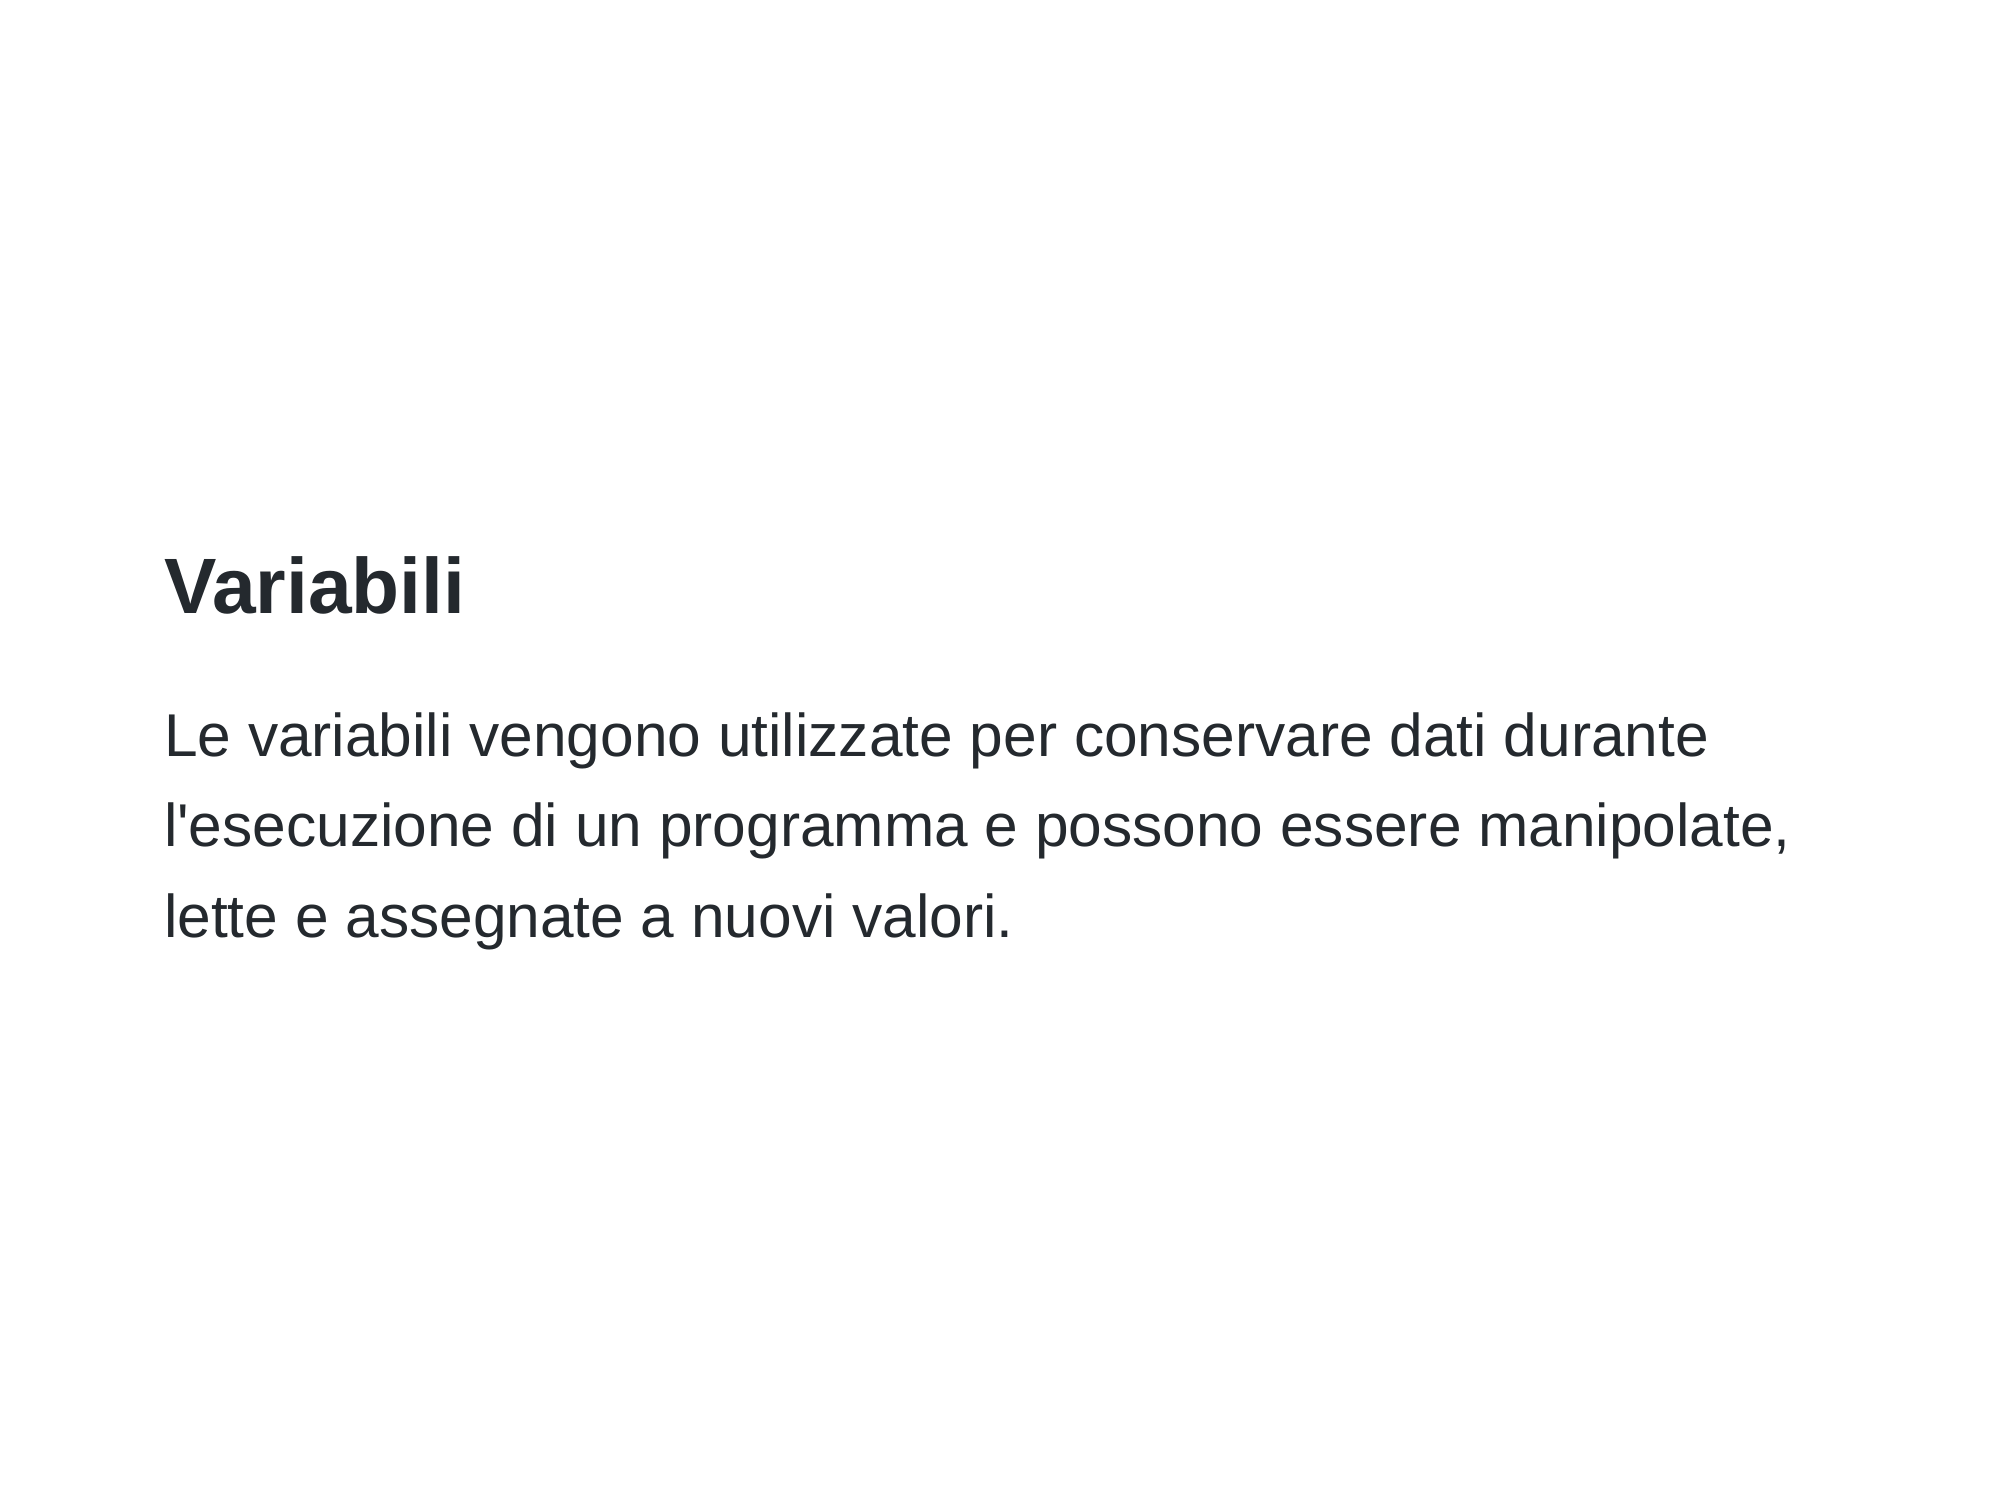 Variabili
Le variabili vengono utilizzate per conservare dati durante
l'esecuzione di un programma e possono essere manipolate,
lette e assegnate a nuovi valori.